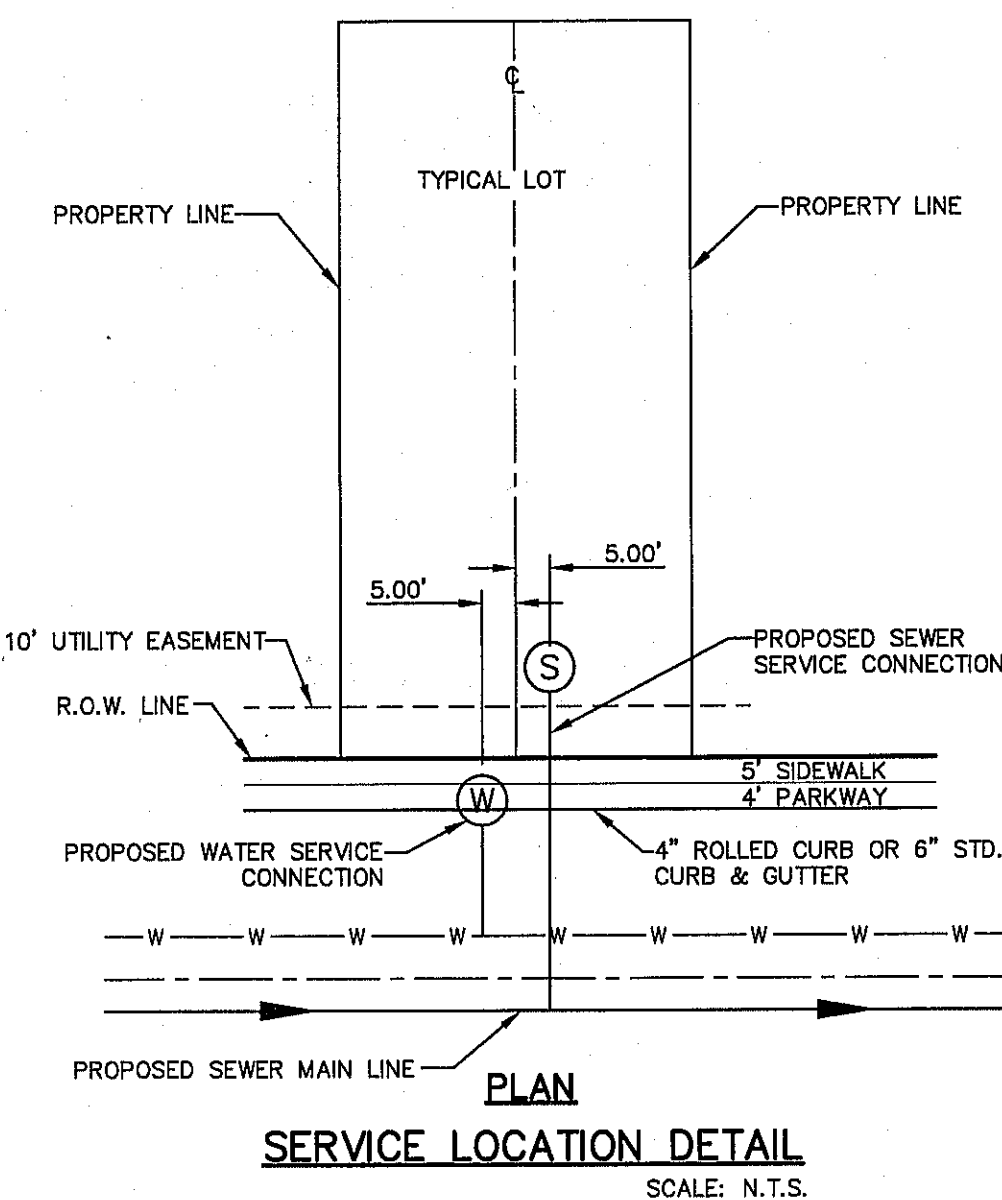 ℄
TYPICAL LOT
PROPERTY LINE
PROPERTY LINE
5.00'
5.00'
10' UTILITY EASEMENT
S
PROPOSED SEWER
SERVICE CONNECTION
R.O.W. LINE
5' SIDEWALK
4' PARKWAY
W
PROPOSED WATER SERVICE
CONNECTION
4" ROLLED CURB OR 6" STD.
CURB & GUTTER
W W W W W W W W W
PROPOSED SEWER MAIN LINE
PLAN
SERVICE LOCATION DETAIL
SCALE: N.T.S.